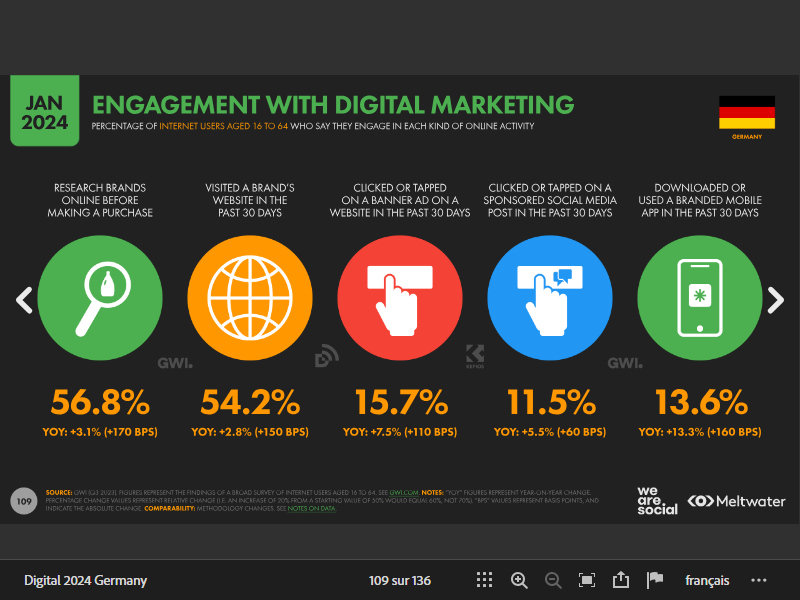 JAN
2024
ENGAGEMENT WITH DIGITAL MARKETING
PERCENTAGE OF INTERNET USERS AGED 16 TO 64 WHO SAY THEY ENGAGE IN EACH KIND OF ONLINE ACTIVITY
GERMANY
RESEARCH BRANDS
ONLINE BEFORE
MAKING A PURCHASE
VISITED A BRAND'S
WEBSITE IN THE
PAST 30 DAYS
CLICKED OR TAPPED
ON A BANNER AD ON A
WEBSITE IN THE PAST 30 DAYS
CLICKED OR TAPPED ON A
SPONSORED SOCIAL MEDIA
POST IN THE PAST 30 DAYS
DOWNLOADED OR
USED A BRANDED MOBILE
APP IN THE PAST 30 DAYS
GWI.
KEPIOS
GWI.
56.8%
YOY: +3.1% (+170 BPS)
54.2%
YOY: +2.8% (+150 BPS)
15.7%
YOY: +7.5% (+110 BPS)
11.5%
YOY: +5.5% (+60 BPS)
13.6%
YOY: +13.3% (+160 BPS)
109
SOURCE: GWI (Q3 2023). FIGURES REPRESENT THE FINDINGS OF A BROAD SURVEY OF INTERNET USERS AGED 16 TO 64. SEE GWI.COM. NOTES: "YOY" FIGURES REPRESENT YEAR-ON-YEAR CHANGE.
PERCENTAGE CHANGE VALUES REPRESENT RELATIVE CHANGE (I.E. AN INCREASE OF 20% FROM A STARTING VALUE OF 50% WOULD EQUAL 60%, NOT 70%). "BPS" VALUES REPRESENT BASIS POINTS, AND
INDICATE THE ABSOLUTE CHANGE. COMPARABILITY: METHODOLOGY CHANGES. SEE NOTES ON DATA.
we
are.
social
Meltwater
Digital 2024 Germany
109 sur 136
français